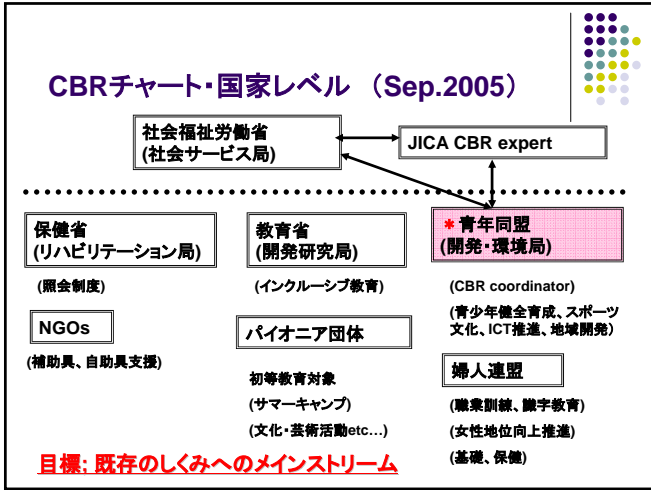 CBRチャート・国家レベル （Sep.2005）
社会福祉労働省
(社会サービス局)
JICA CBR expert
保健省
(リハビリテーション局)
(照会制度)
NGOs
(補助具、自助具支援)
教育省
(開発研究局)
(インクルーシブ教育)
パイオニア団体
初等教育対象
(サマーキャンプ)
(文化・芸術活動etc…)
*青年同盟
(開発・環境局)
(CBR coordinator)
(青少年健全育成、スポーツ
文化、ICT推進、地域開発）
婦人連盟
(職業訓練、識字教育)
(女性地位向上推進)
(基礎、保健)
目標; 既存のしくみへのメインストリーム